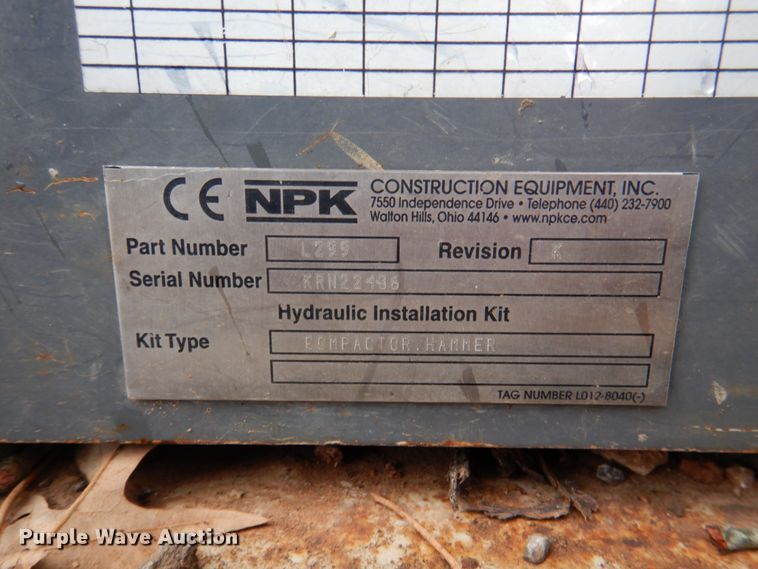 CE NPK CONSTRUCTION EQUIPMENT, INC.
7550 Independence Drive • Telephone (440) 232-7900
Walton Hills, Ohio 44146 • www.npkce.com
Part Number L295 Revision K
Serial Number KRN22498
Hydraulic Installation Kit
Kit Type COMPACTOR,HAMMER
TAG NUMBER L012-8040(-)
Purple Wave Auction